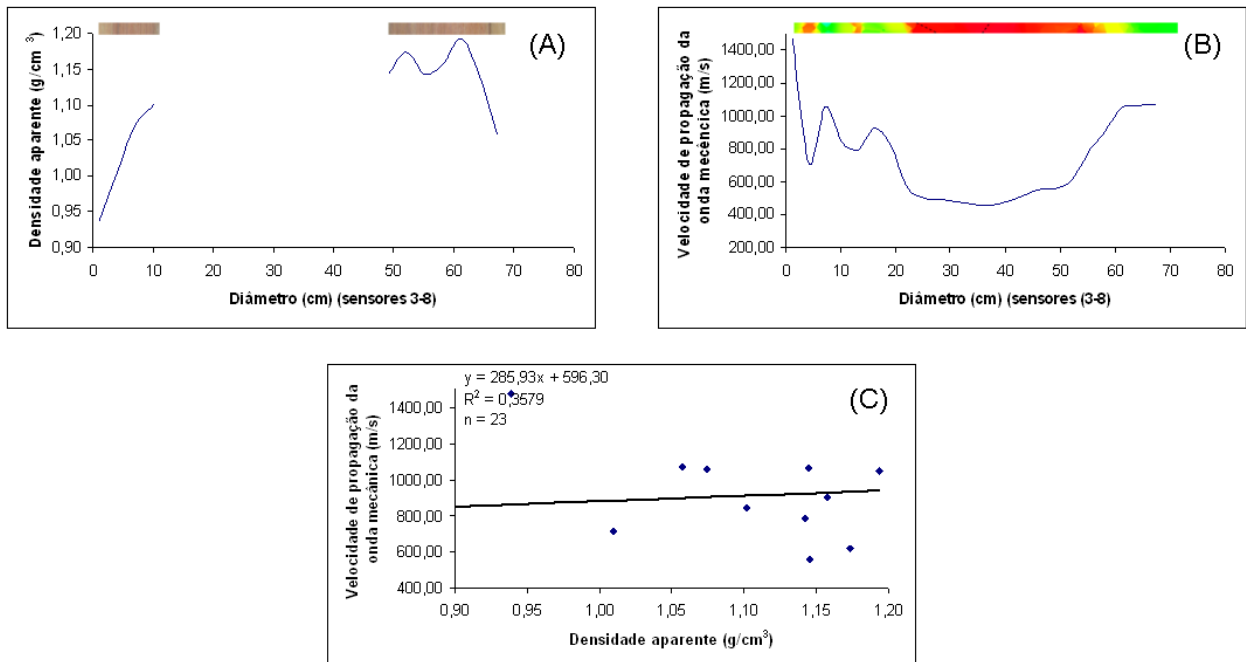 (A)
Densidade aparente (g/cm³)
1,20
1,15
1,10
1,05
1,00
0,95
0,90
0 10 20 30 40 50 60 70 80
Diâmetro (cm) (sensores 3-8)
(B)
Velocidade de propagação da
onda mecêncica (m/s)
1400,00
1200,00
1000,00
800,00
600,00
400,00
200,00
0 10 20 30 40 50 60 70 80
Diâmetro (cm) (sensores (3-8)
(C)
y = 285,93x + 596,30
R² = 0,3579
n = 23
Velocidade de propagação da
onda mecânica (m/s)
1400,00
1200,00
1000,00
800,00
600,00
400,00
0,90 0,95 1,00 1,05 1,10 1,15 1,20
Densidade aparente (g/cm³)